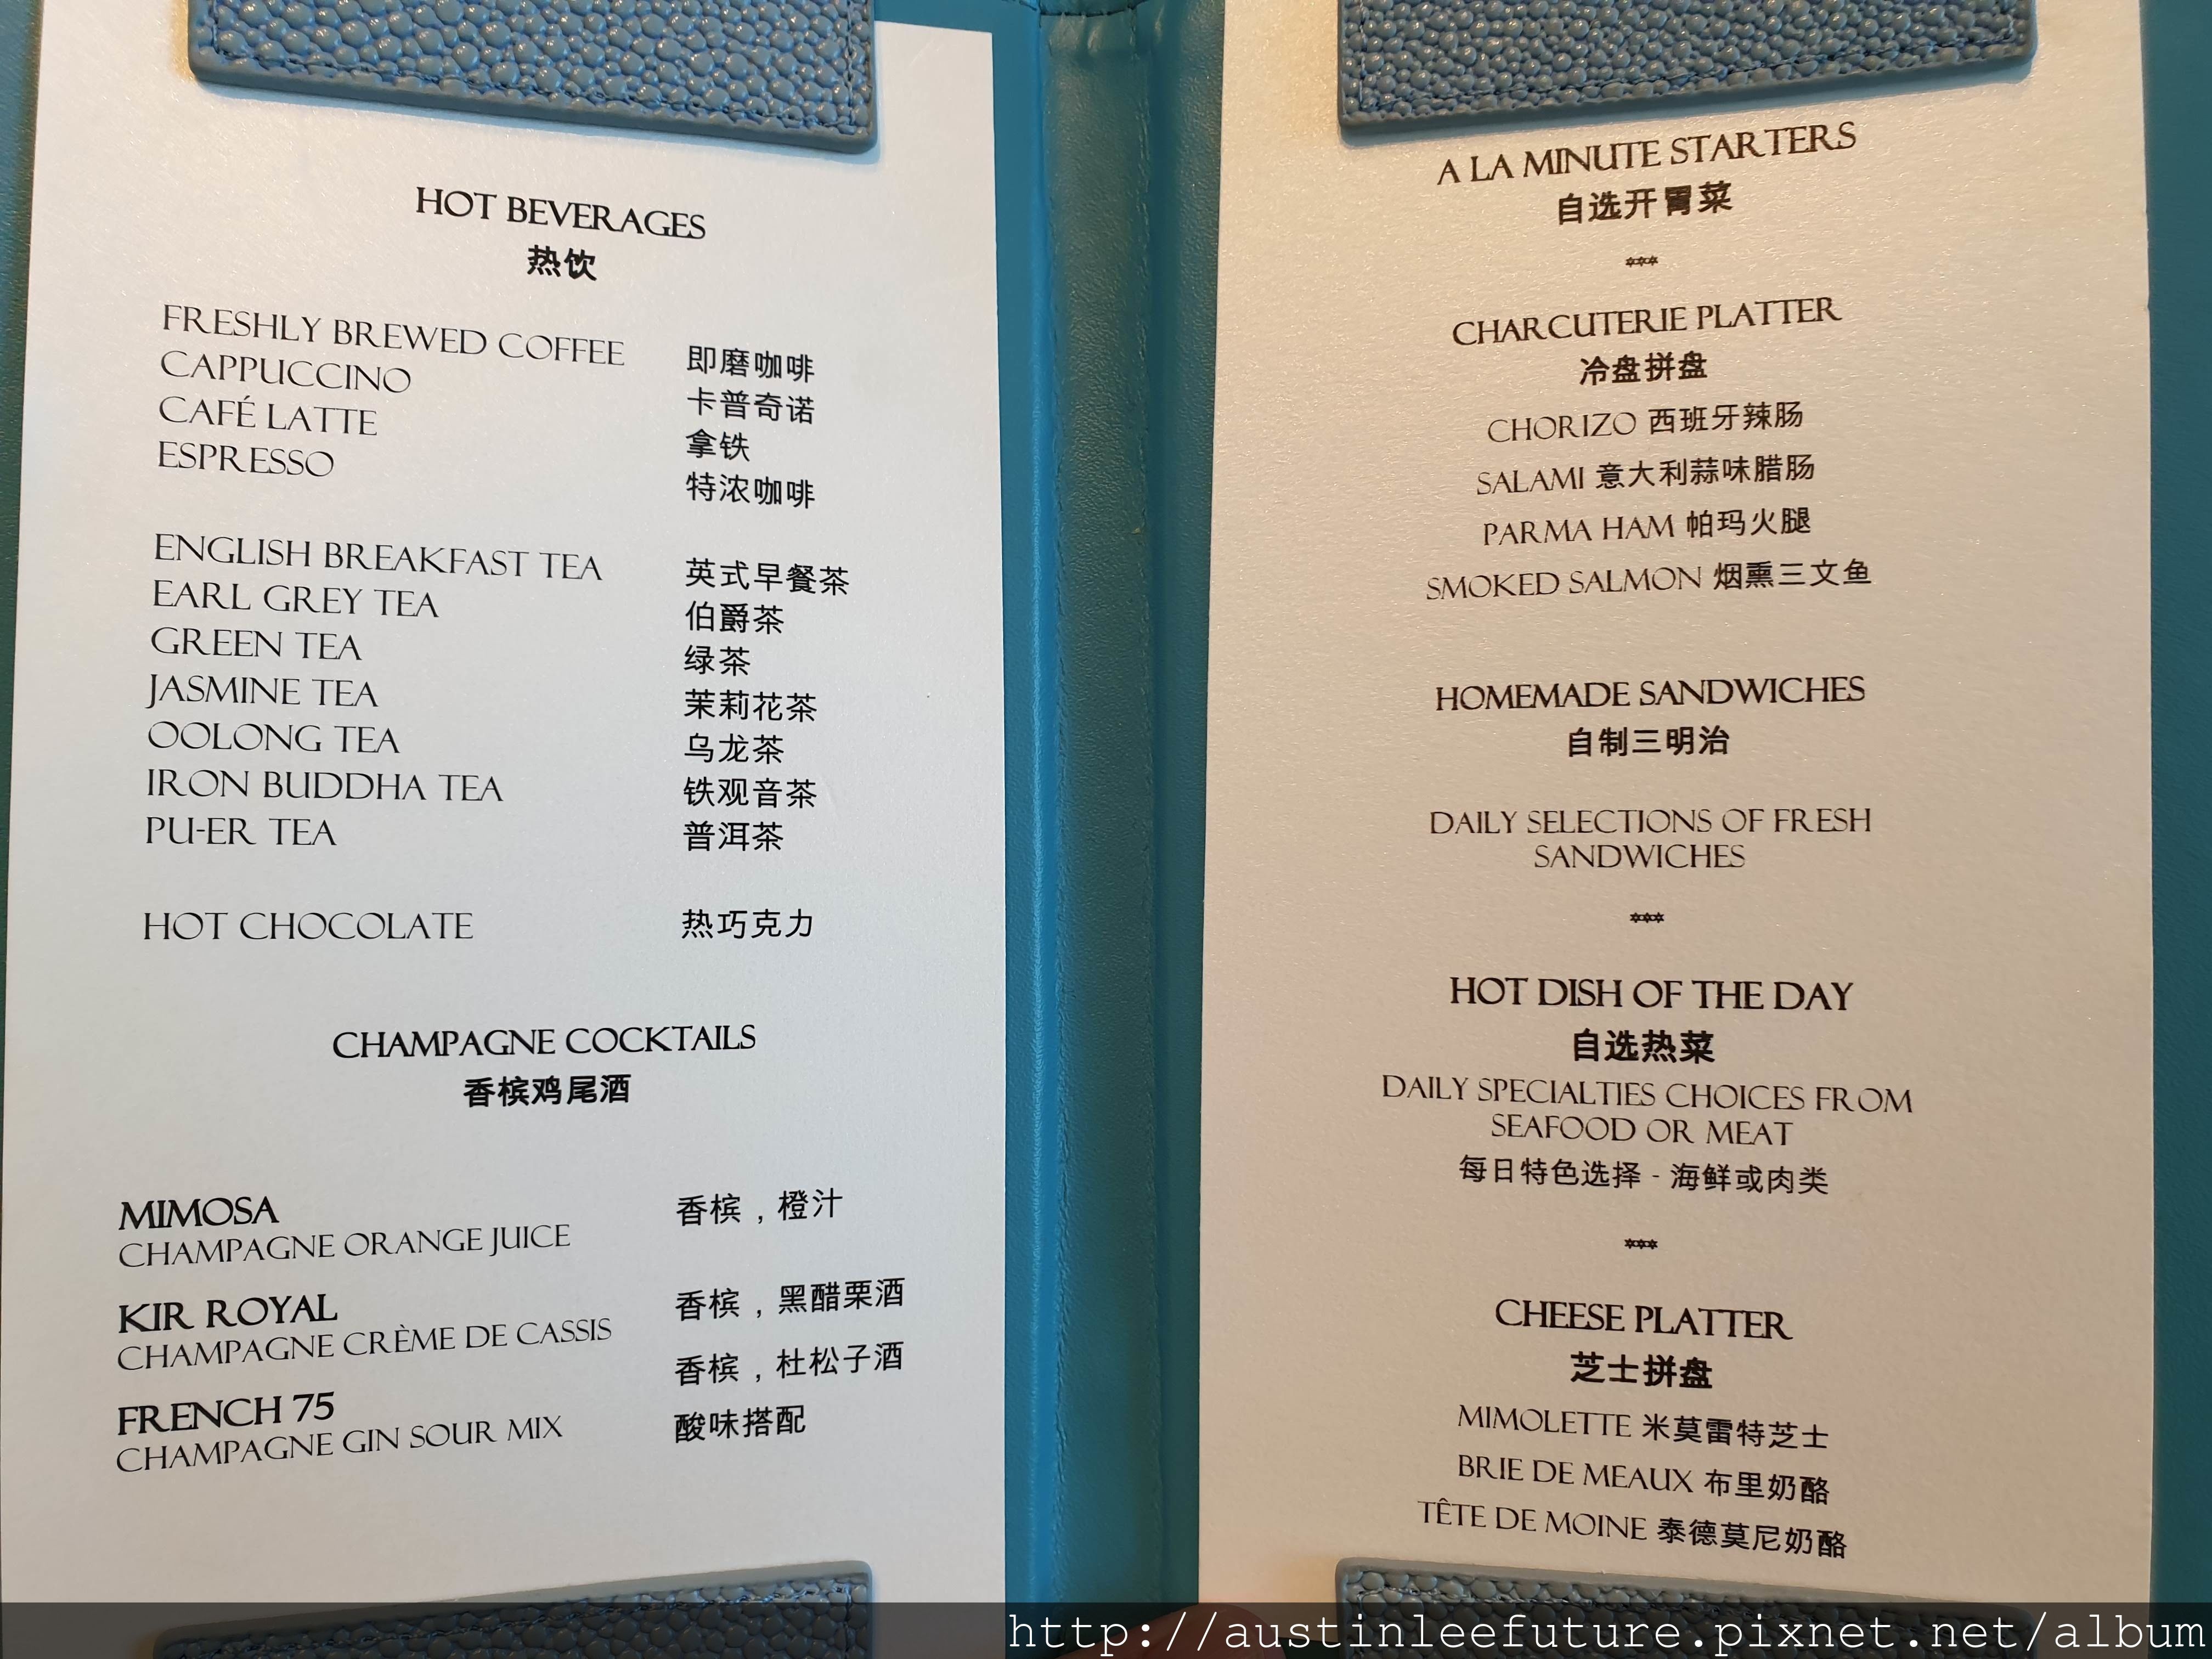 HOT BEVERAGES
热饮
FRESHLY BREWED COFFEE 即磨咖啡
CAPPUCCINO 卡普奇诺
CAFÉ LATTE 拿铁
ESPRESSO 特浓咖啡
ENGLISH BREAKFAST TEA 英式早餐茶
EARL GREY TEA 伯爵茶
GREEN TEA 绿茶
JASMINE TEA 茉莉花茶
OOLONG TEA 乌龙茶
IRON BUDDHA TEA 铁观音茶
PU-ER TEA 普洱茶
HOT CHOCOLATE 热巧克力
CHAMPAGNE COCKTAILS
香槟鸡尾酒
MIMOSA 香槟，橙汁
CHAMPAGNE ORANGE JUICE
KIR ROYAL 香槟，黑醋栗酒
CHAMPAGNE CRÈME DE CASSIS
香槟，杜松子酒
FRENCH 75 酸味搭配
CHAMPAGNE GIN SOUR MIX
A LA MINUTE STARTERS
自选开胃菜
***
CHARCUTERIE PLATTER
冷盘拼盘
CHORIZO 西班牙辣肠
SALAMI 意大利蒜味腊肠
PARMA HAM 帕玛火腿
SMOKED SALMON 烟熏三文鱼
HOMEMADE SANDWICHES
自制三明治
DAILY SELECTIONS OF FRESH
SANDWICHES
***
HOT DISH OF THE DAY
自选热菜
DAILY SPECIALTIES CHOICES FROM
SEAFOOD OR MEAT
每日特色选择 - 海鲜或肉类
***
CHEESE PLATTER
芝士拼盘
MIMOLETTE 米莫雷特芝士
BRIE DE MEAUX 布里奶酪
TÊTE DE MOINE 泰德莫尼奶酪
http://austinleefuture.pixnet.net/album